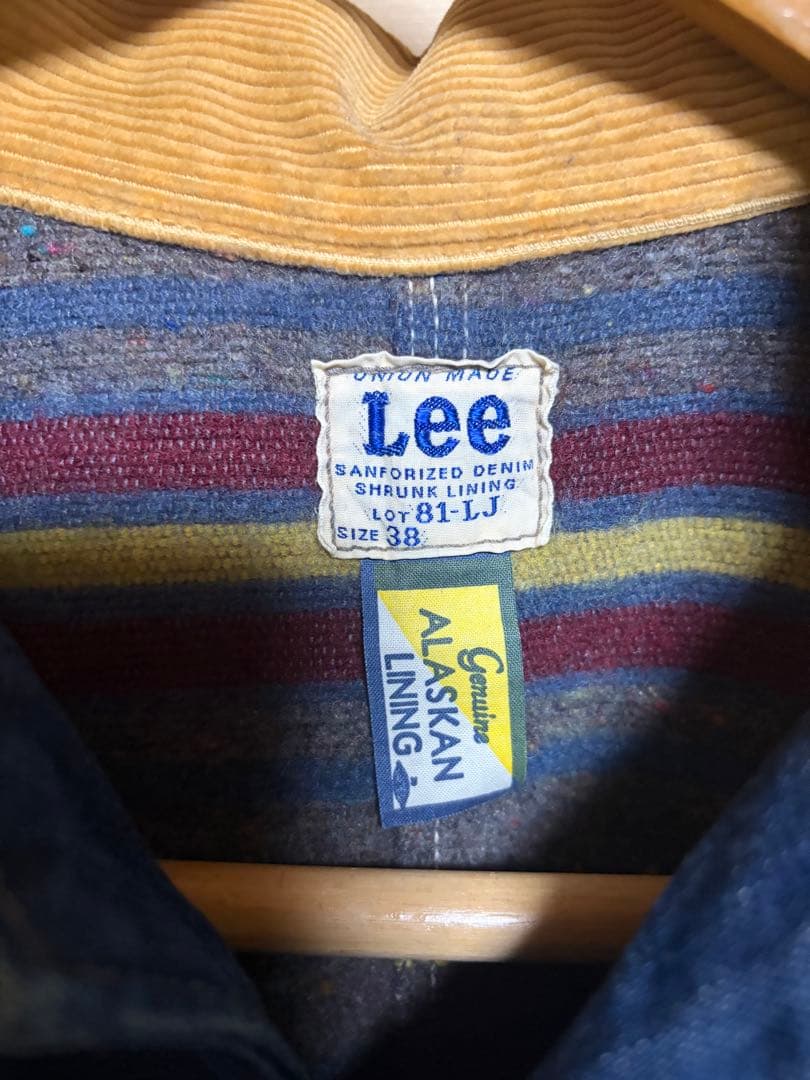 UNION MADE
Lee
SANFORIZED DENIM
SHRUNK LINING
LOT 81-LJ
SIZE 38
Genuine
ALASKAN
LINING